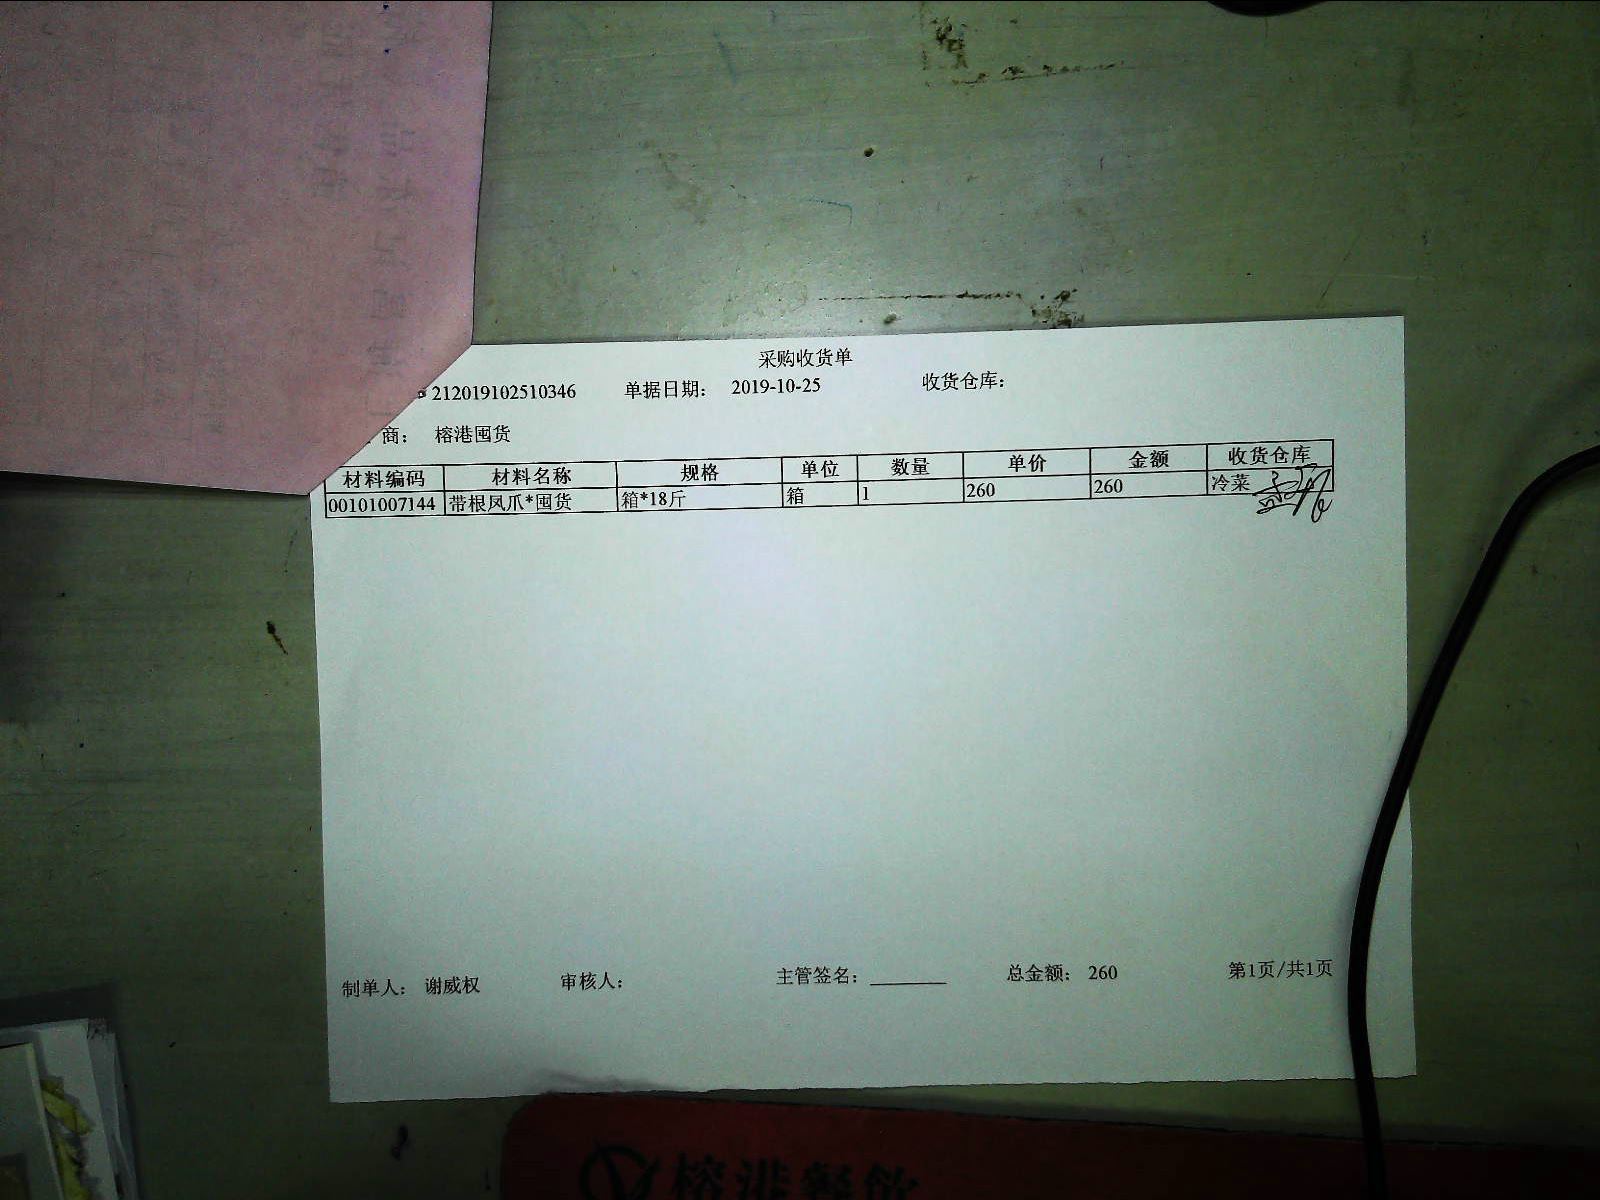 采购收货单
212019102510346 单据日期： 2019-10-25 收货仓库：
商： 榕港囤货
材料编码 材料名称 规格 单位 数量 单价 金额 收货仓库
00101007144 带根凤爪*囤货 箱*18斤 箱 1 260 260 冷菜
制单人： 谢威权 审核人： 主管签名： 总金额： 260 第1页/共1页
榕港餐饮